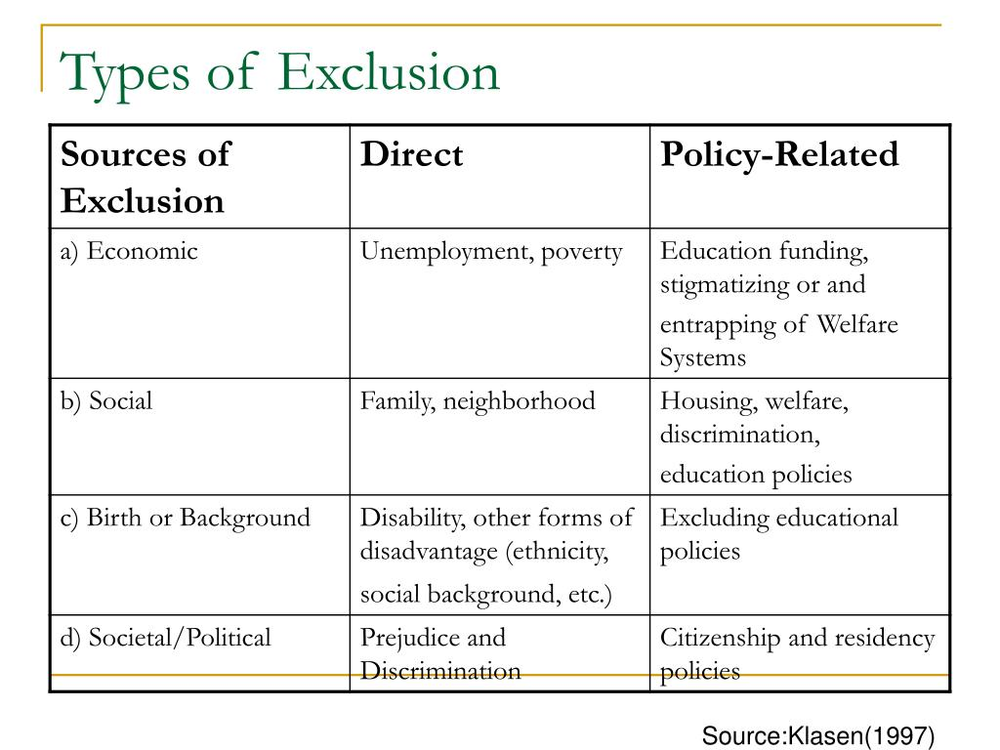 Types of Exclusion
Sources of
Exclusion
Direct
Policy-Related
a) Economic
Unemployment, poverty
Education funding,
stigmatizing or and
entrapping of Welfare
Systems
b) Social
Family, neighborhood
Housing, welfare,
discrimination,
education policies
c) Birth or Background
Disability, other forms of
disadvantage (ethnicity,
social background, etc.)
Excluding educational
policies
d) Societal/Political
Prejudice and
Discrimination
Citizenship and residency
policies
Source:Klasen(1997)